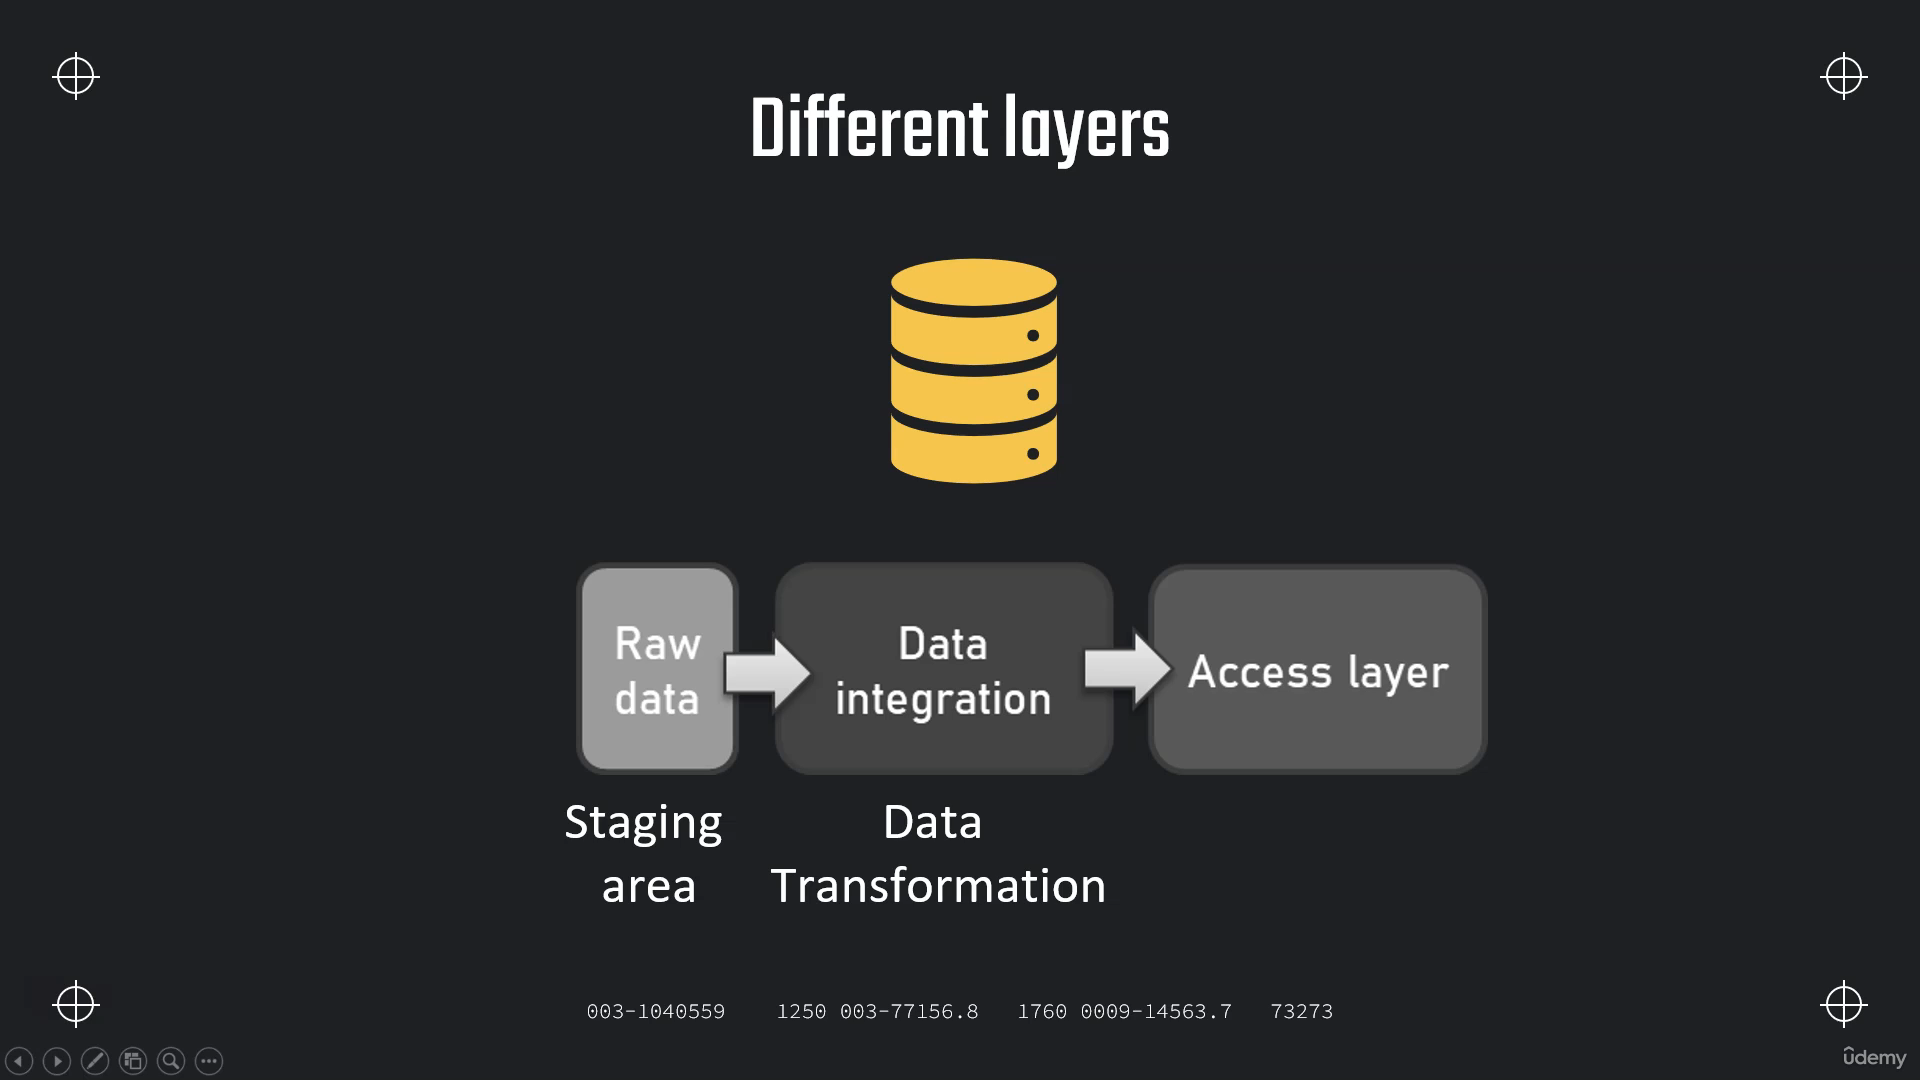 Different layers
Raw
data
Data
integration
Access layer
Staging
area
Data
Transformation
003-1040559 1250 003-77156.8 1760 0009-14563.7 73273
ûdemy